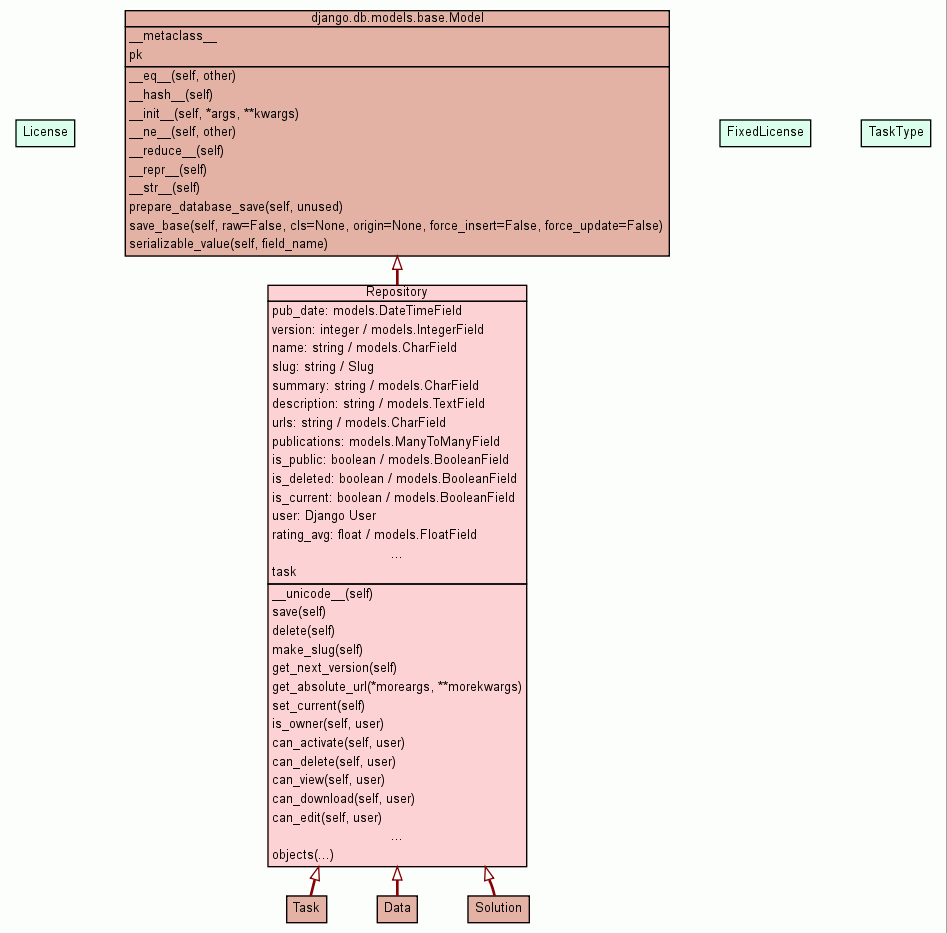 django.db.models.base.Model
__metaclass__
pk
__eq__(self, other)
__hash__(self)
__init__(self, *args, **kwargs)
__ne__(self, other)
__reduce__(self)
__repr__(self)
__str__(self)
prepare_database_save(self, unused)
save_base(self, raw=False, cls=None, origin=None, force_insert=False, force_update=False)
serializable_value(self, field_name)
License
FixedLicense
TaskType
Repository
pub_date: models.DateTimeField
version: integer / models.IntegerField
name: string / models.CharField
slug: string / Slug
summary: string / models.CharField
description: string / models.TextField
urls: string / models.CharField
publications: models.ManyToManyField
is_public: boolean / models.BooleanField
is_deleted: boolean / models.BooleanField
is_current: boolean / models.BooleanField
user: Django User
rating_avg: float / models.FloatField
...
task
__unicode__(self)
save(self)
delete(self)
make_slug(self)
get_next_version(self)
get_absolute_url(*moreargs, **morekwargs)
set_current(self)
is_owner(self, user)
can_activate(self, user)
can_delete(self, user)
can_view(self, user)
can_download(self, user)
can_edit(self, user)
...
objects(...)
Task
Data
Solution